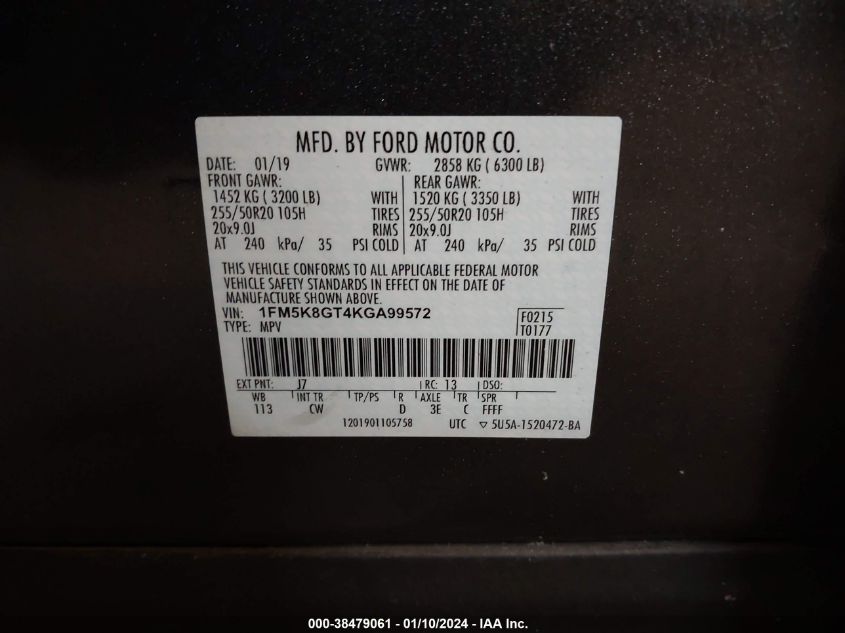 MFD. BY FORD MOTOR CO.
DATE: 01/19 GVWR: 2858 KG ( 6300 LB)
FRONT GAWR: REAR GAWR:
1452 KG ( 3200 LB) WITH 1520 KG ( 3350 LB) WITH
255/50R20 105H TIRES 255/50R20 105H TIRES
20x9.0J RIMS 20x9.0J RIMS
AT 240 kPa/ 35 PSI COLD AT 240 kPa/ 35 PSI COLD
THIS VEHICLE CONFORMS TO ALL APPLICABLE FEDERAL MOTOR
VEHICLE SAFETY STANDARDS IN EFFECT ON THE DATE OF
MANUFACTURE SHOWN ABOVE.
VIN: 1FM5K8GT4KGA99572 F0215
TYPE: MPV T0177
EXT PNT: J7 RC: 13 DSO:
WB INT TR TP/PS R AXLE TR SPR
113 CW D 3E C FFFF
1201901105758 UTC ▽ 5U5A-1520472-BA
000-38479061 - 01/10/2024 - IAA Inc.